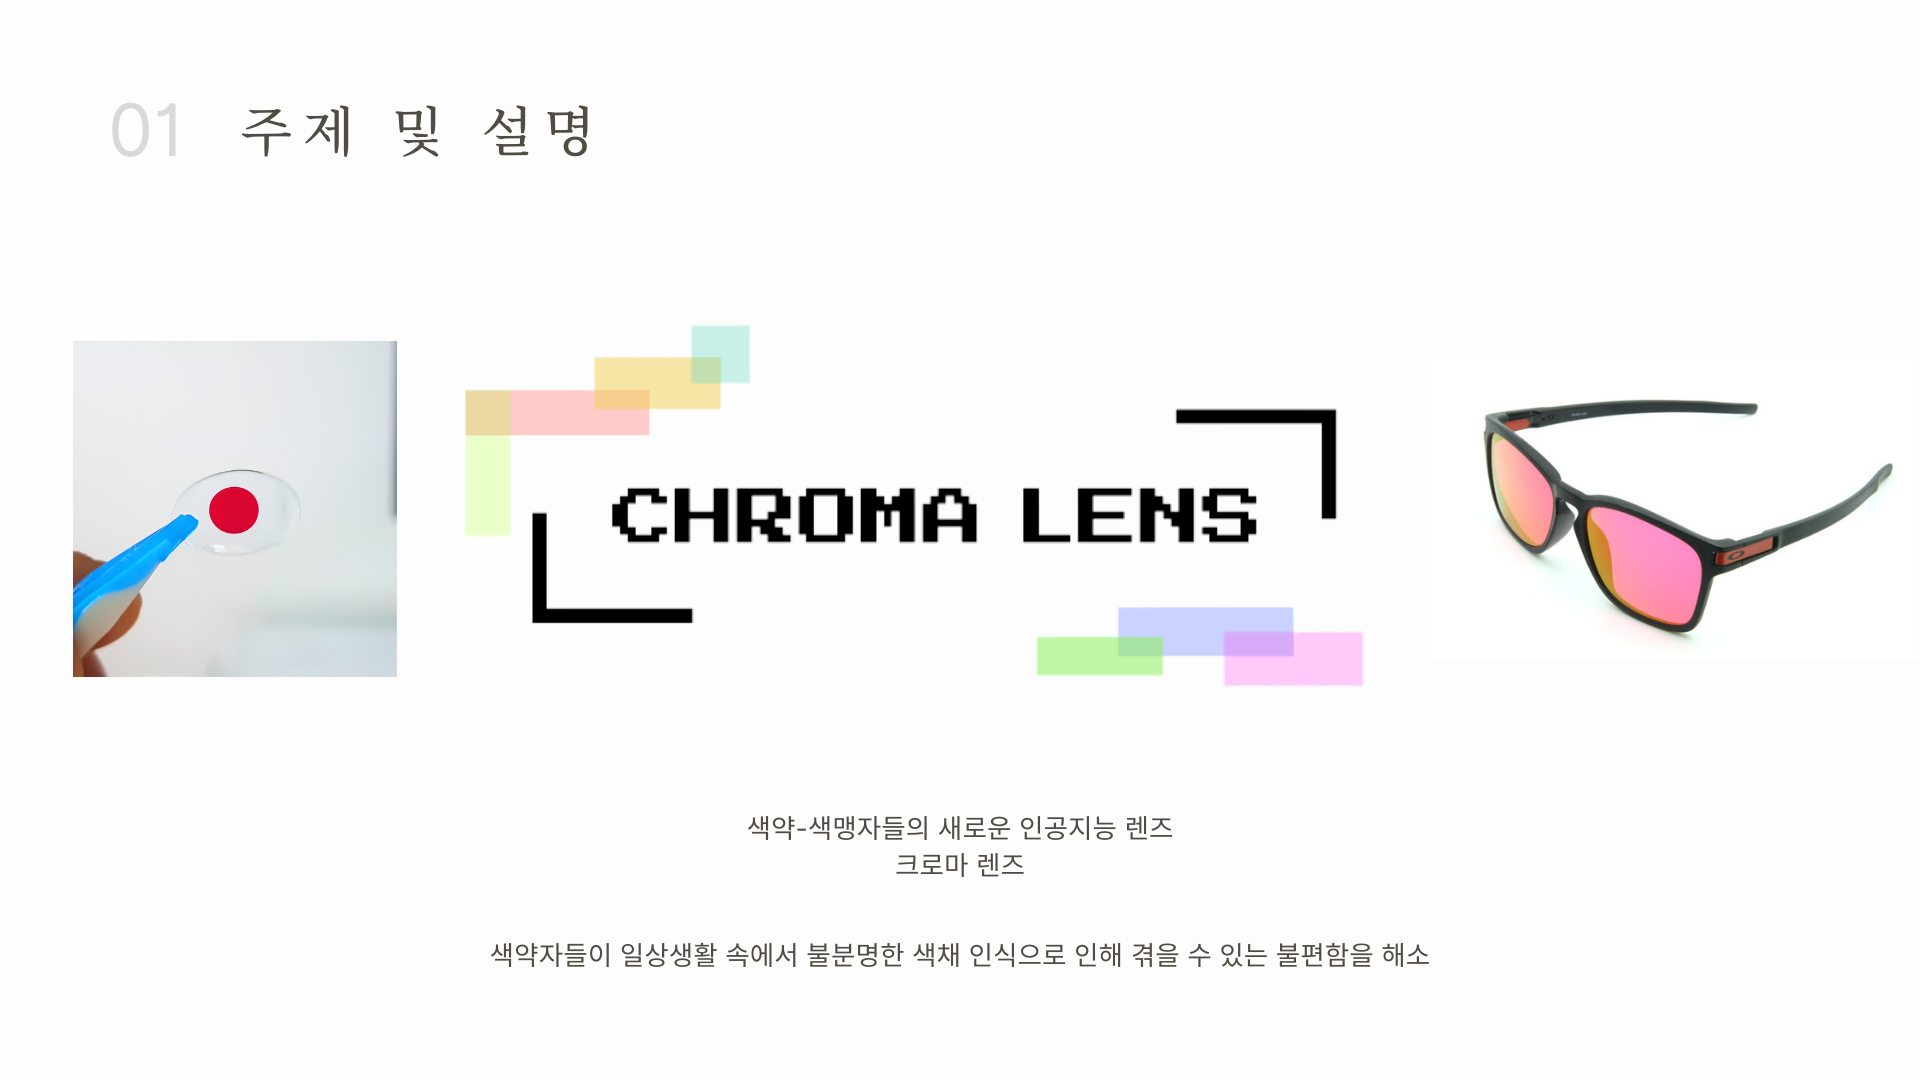 01 주제 및 설명
CHROMA LENS
색약-색맹자들의 새로운 인공지능 렌즈
크로마 렌즈
색약자들이 일상생활 속에서 불분명한 색채 인식으로 인해 겪을 수 있는 불편함을 해소